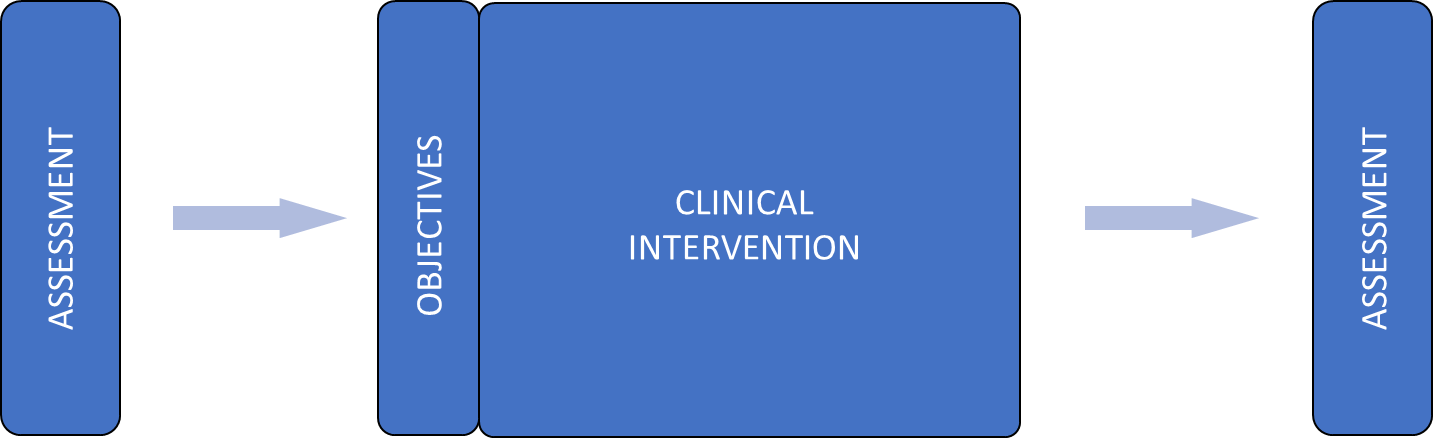 ASSESSMENT
OBJECTIVES
CLINICAL
INTERVENTION
ASSESSMENT